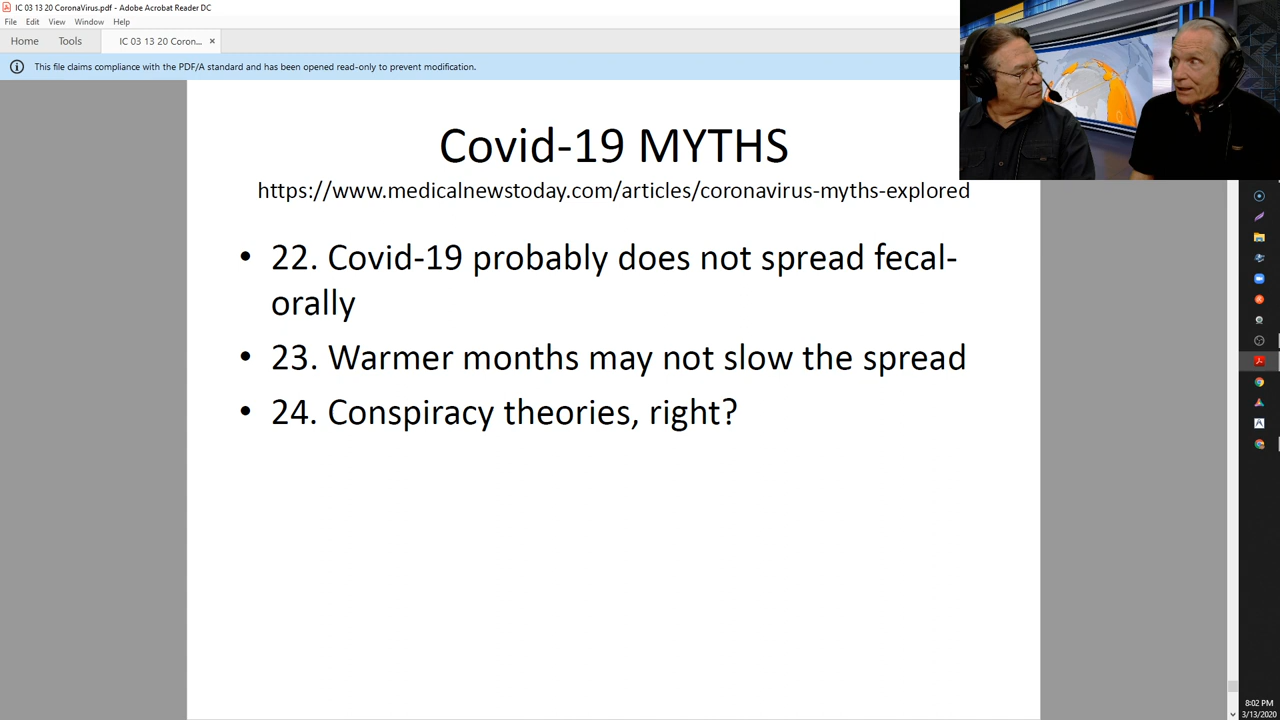 IC 03 13 20 CoronaVirus.pdf - Adobe Acrobat Reader DC
File Edit View Window Help
Home Tools IC 03 13 20 Coron... ×
This file claims compliance with the PDF/A standard and has been opened read-only to prevent modification.
Covid-19 MYTHS
https://www.medicalnewstoday.com/articles/coronavirus-myths-explored
• 22. Covid-19 probably does not spread fecal-
orally
• 23. Warmer months may not slow the spread
• 24. Conspiracy theories, right?
8:02 PM
3/13/2020